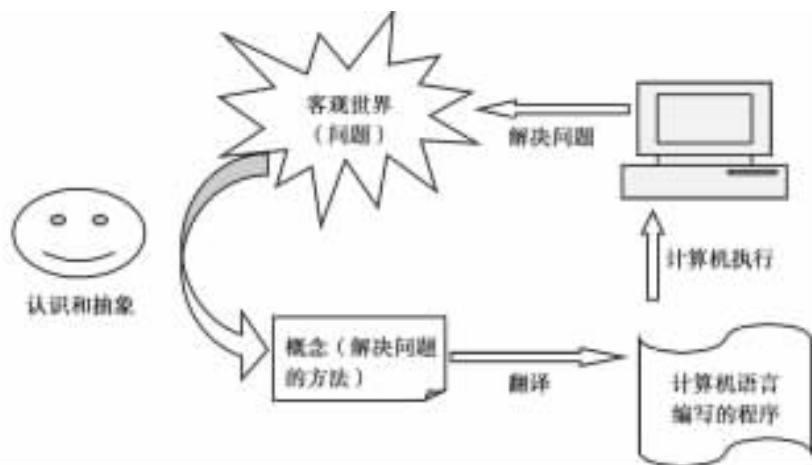 客观世界
（问题）
解决问题
认识和抽象
计算机执行
概念（解决问题
的方法）
翻译
计算机语言
编写的程序